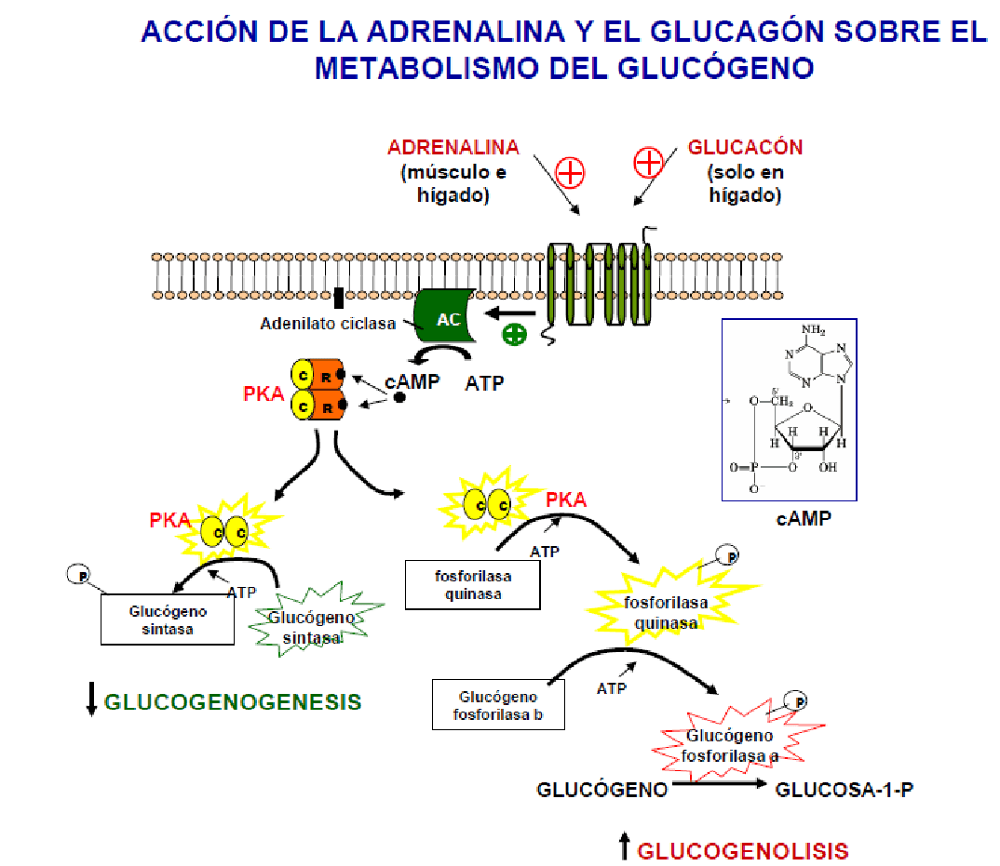 ACCIÓN DE LA ADRENALINA Y EL GLUCAGÓN SOBRE EL
METABOLISMO DEL GLUCÓGENO
ADRENALINA
(músculo e
hígado)
GLUCACÓN
(solo en
hígado)
Adenilato ciclasa
AC
cAMP
ATP
PKA
C
R
C
R
NH₂
N
N
N
N
5'
O—CH₂
O
H
H
H
H
3'
O=P
O
OH
O⁻
cAMP
PKA
C
C
P
ATP
Glucógeno
sintasa
Glucógeno
sintasa
GLUCOGENOGENESIS
C
C
PKA
ATP
fosforilasa
quinasa
P
fosforilasa
quinasa
ATP
Glucógeno
fosforilasa b
P
Glucógeno
fosforilasa a
GLUCÓGENO
GLUCOSA-1-P
GLUCOGENOLISIS